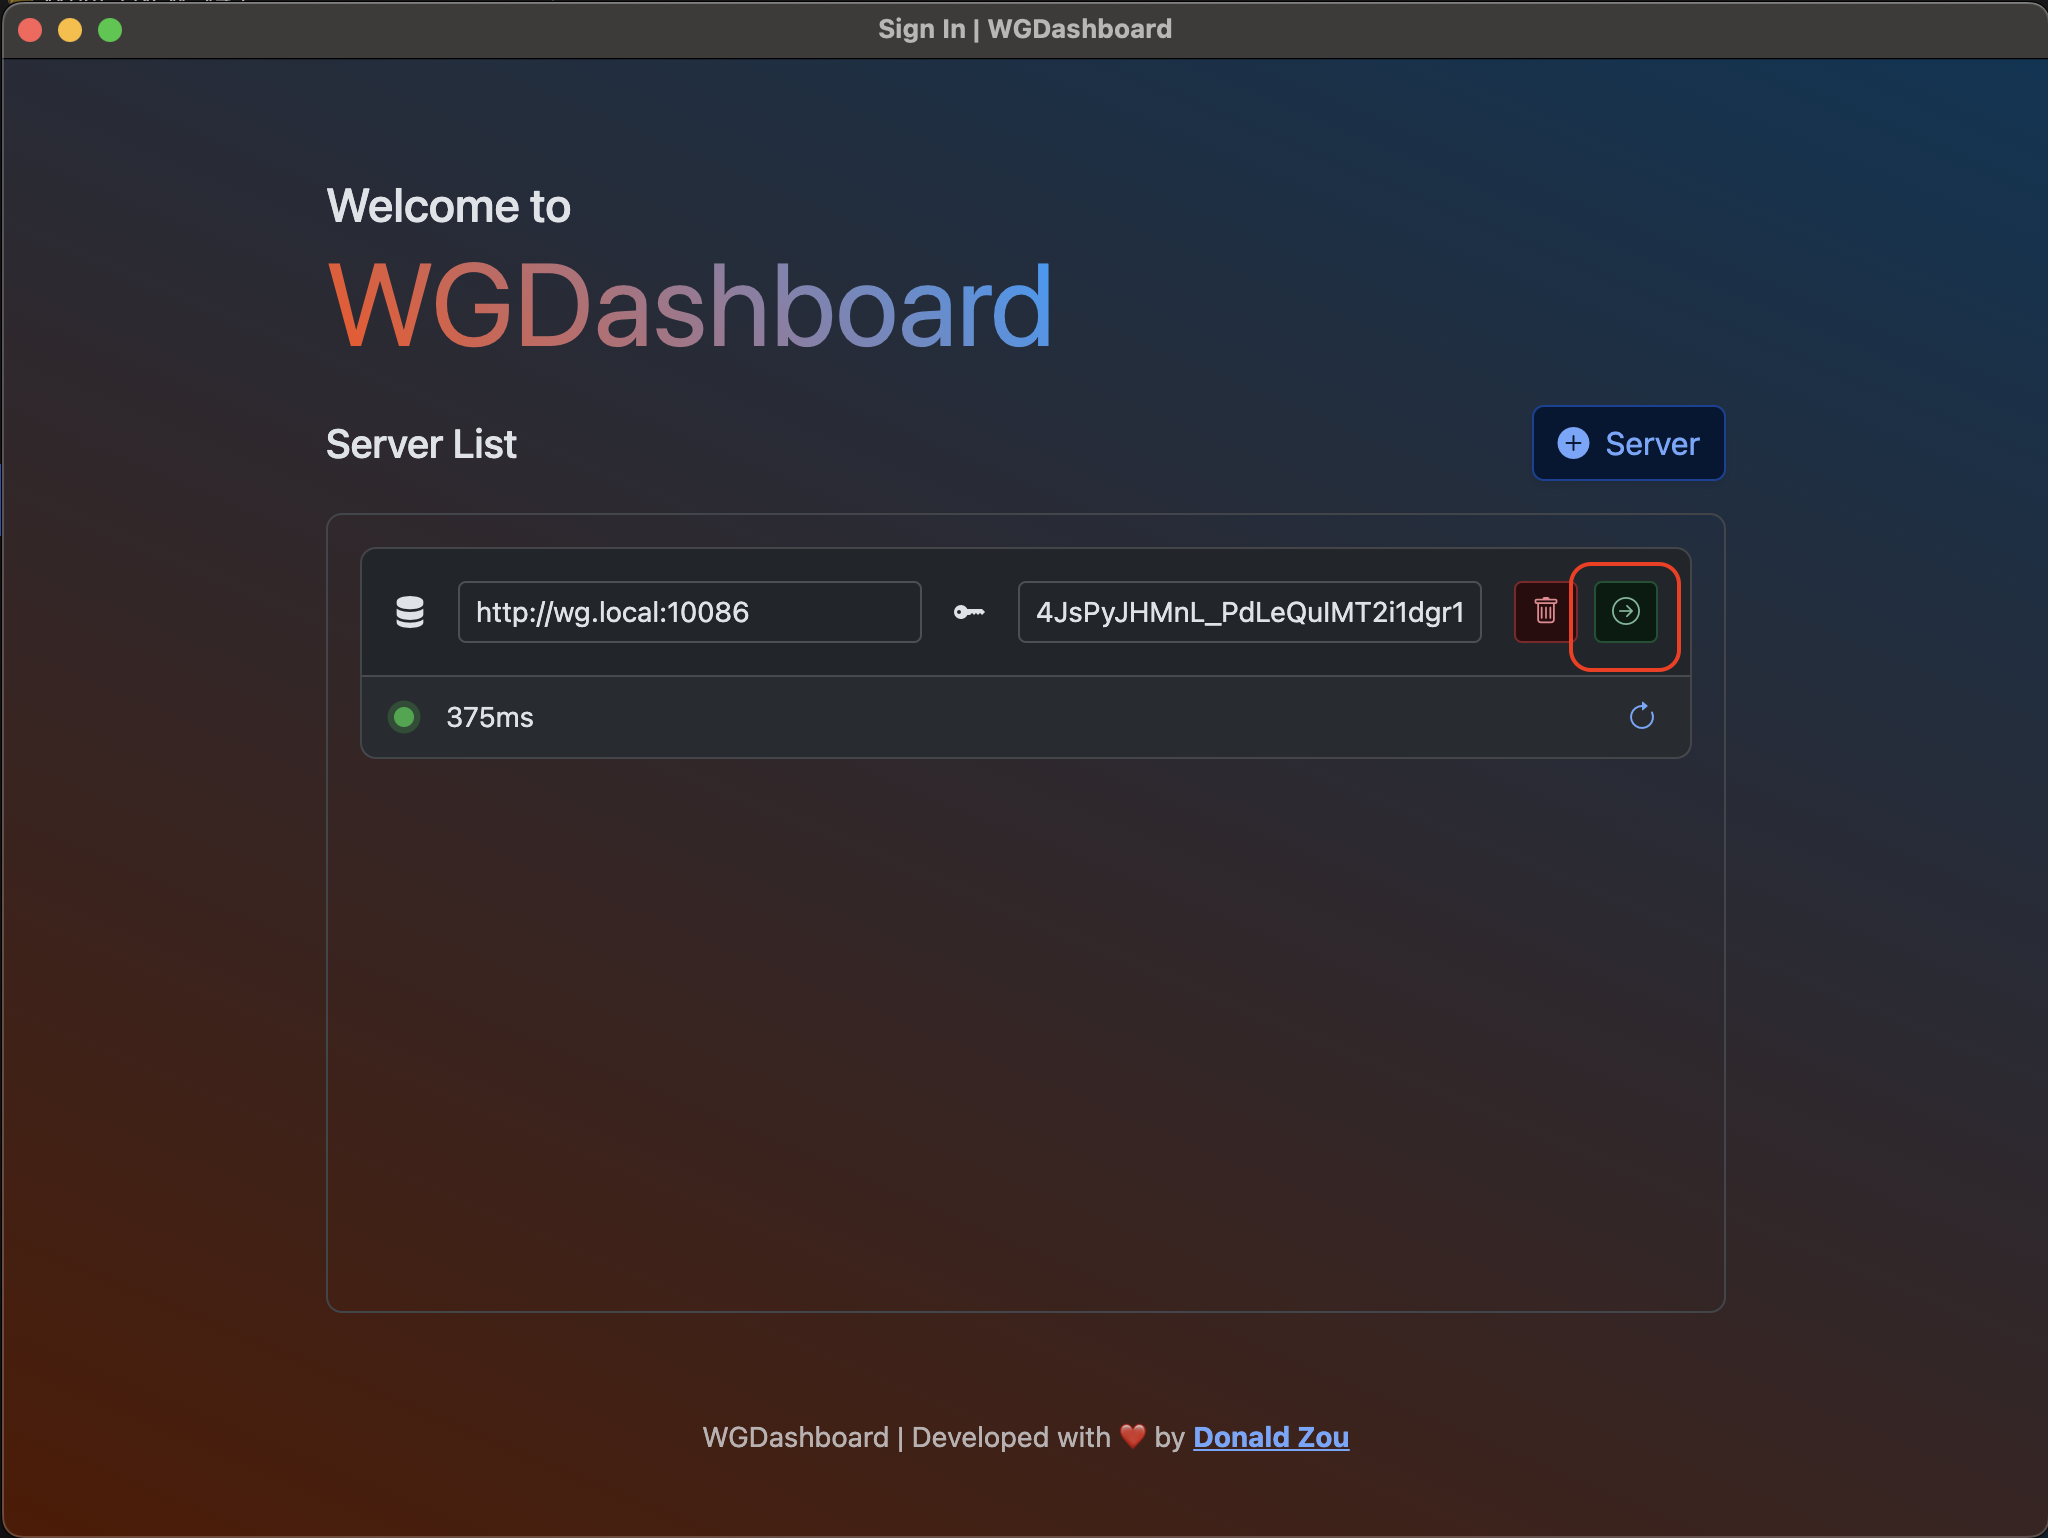 Sign In | WGDashboard
Welcome to
WGDashboard
Server List
Server
http://wg.local:10086
4JsPyJHMnL_PdLeQuIMT2i1dgr1
375ms
WGDashboard | Developed with ❤️ by Donald Zou